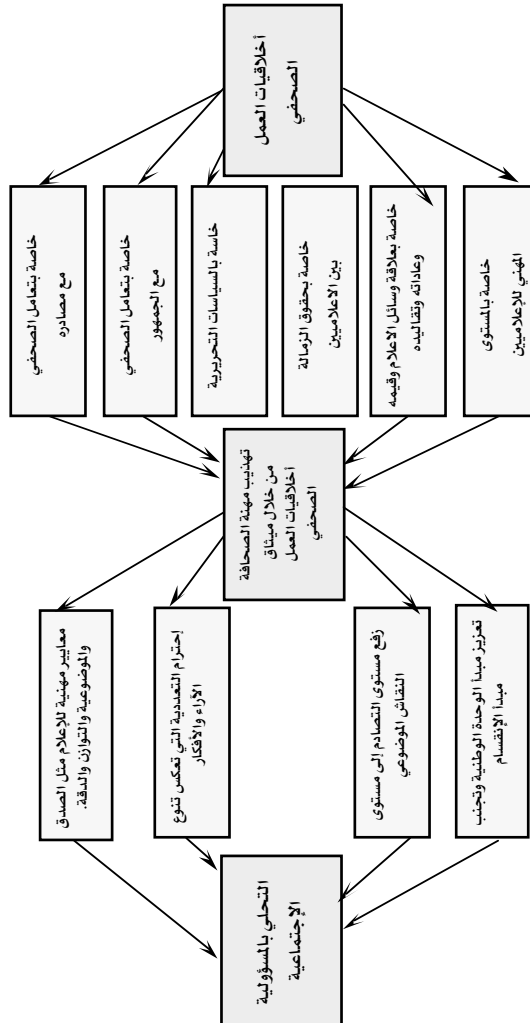 أخلاقيات العمل
الصحفي
خاصة بالمستوى
المهني للإعلاميين
خاصة بعلاقة وسائل الاعلام وقيمه
وعاداته وتقاليده
خاصة بحقوق الزمالة
بين الاعلاميين
خاسة بالسياسات التحريرية
خاصة بتعامل الصحفي
مع الجمهور
خاصة بتعامل الصحفي
مع مصادره
تهذيب مهنة الصحافة
من خلال ميثاق
أخلاقيات العمل
الصحفي
تعزيز مبدأ الوحدة الوطنية وتجنب
مبدأ الإنقسام
رفع مستوى التصادم إلى مستوى
النقاش الموضوعي
إحترام التعددية التي تعكس تنوع
الآراء والأفكار
معايير مهنية للإعلام مثل الصدق
والموضوعية والتوازن والدقة.
التحلي بالمسؤولية
الإجتماعية